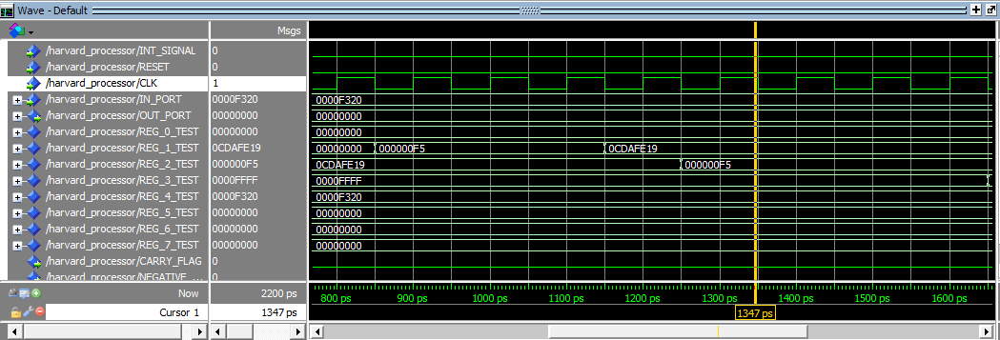 Wave - Default
Msgs
/harvard_processor/INT_SIGNAL 0
/harvard_processor/RESET 0
/harvard_processor/CLK 1
/harvard_processor/IN_PORT 0000F320 0000F320
/harvard_processor/OUT_PORT 00000000 00000000
/harvard_processor/REG_0_TEST 00000000 00000000
/harvard_processor/REG_1_TEST 0CDAFE19 00000000 000000F5 0CDAFE19
/harvard_processor/REG_2_TEST 000000F5 0CDAFE19 000000F5
/harvard_processor/REG_3_TEST 0000FFFF 0000FFFF
/harvard_processor/REG_4_TEST 0000F320 0000F320
/harvard_processor/REG_5_TEST 00000000 00000000
/harvard_processor/REG_6_TEST 00000000 00000000
/harvard_processor/REG_7_TEST 00000000 00000000
/harvard_processor/CARRY_FLAG 0
/harvard_processor/NEGATIVE_... 0
Now 2200 ps 800 ps 900 ps 1000 ps 1100 ps 1200 ps 1300 ps 1400 ps 1500 ps 1600 ps
Cursor 1 1347 ps 1347 ps